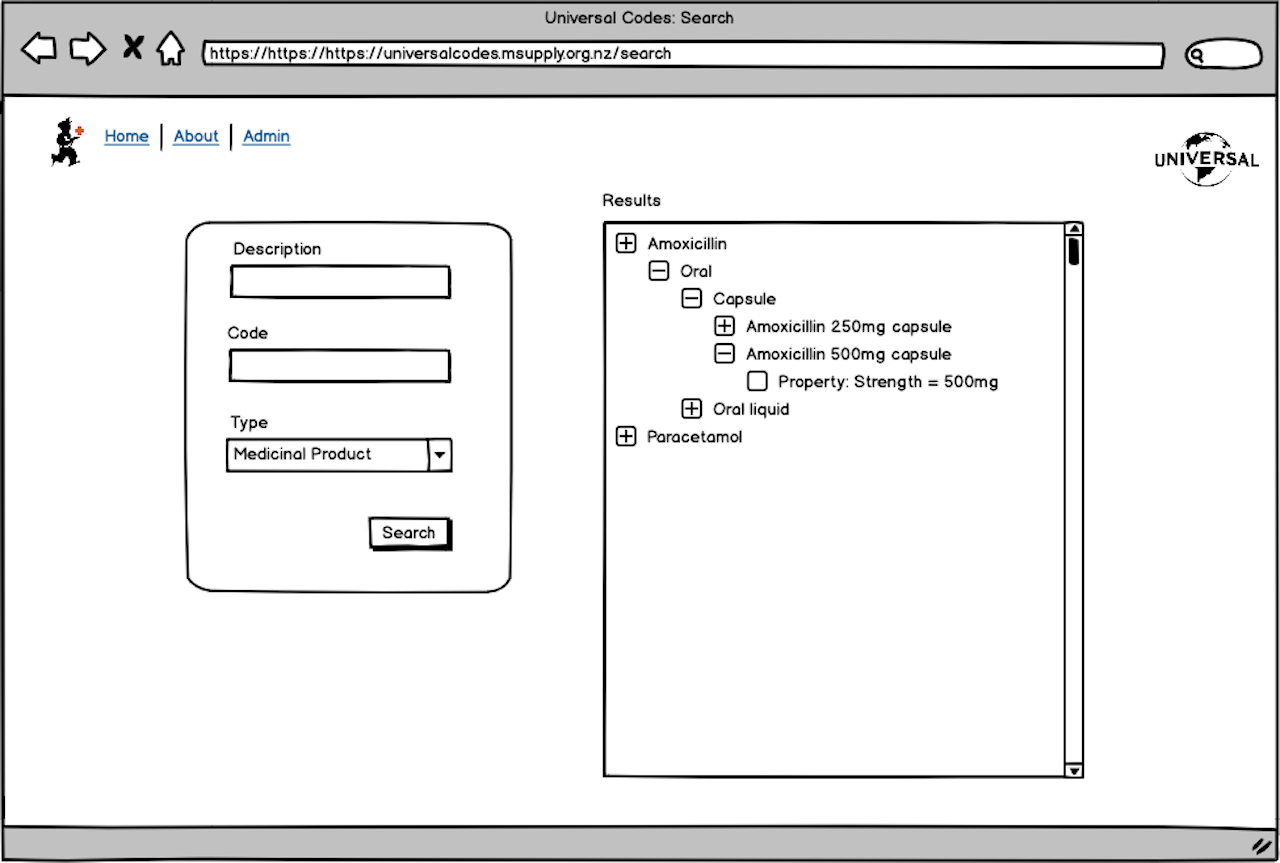 Universal Codes: Search
https://https://https://universalcodes.msupply.org.nz/search
Home | About | Admin
UNIVERSAL
Results
Description
Code
Type
Medicinal Product
Search
Amoxicillin
Oral
Capsule
Amoxicillin 250mg capsule
Amoxicillin 500mg capsule
Property: Strength = 500mg
Oral liquid
Paracetamol